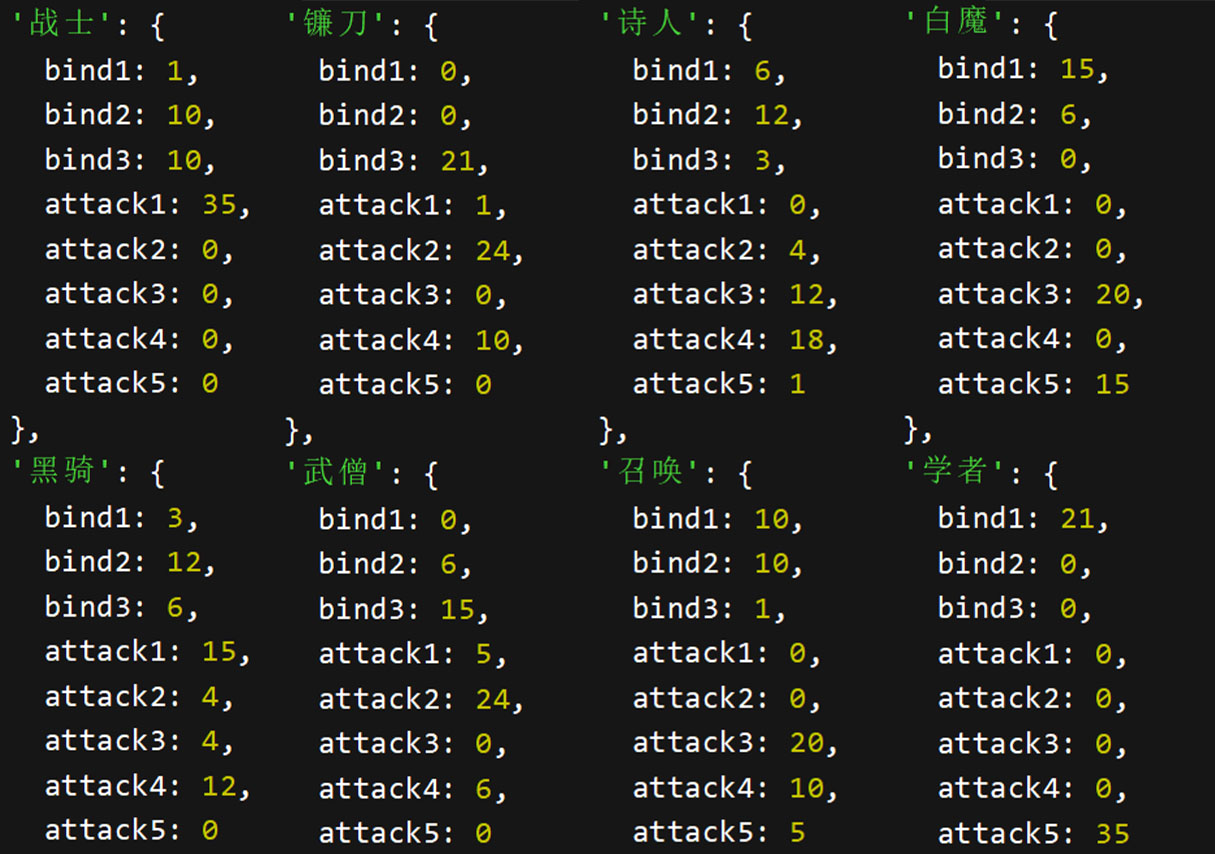 '战士': {
bind1: 1,
bind2: 10,
bind3: 10,
attack1: 35,
attack2: 0,
attack3: 0,
attack4: 0,
attack5: 0
},
'黑骑': {
bind1: 3,
bind2: 12,
bind3: 6,
attack1: 15,
attack2: 4,
attack3: 4,
attack4: 12,
attack5: 0
'镰刀': {
bind1: 0,
bind2: 0,
bind3: 21,
attack1: 1,
attack2: 24,
attack3: 0,
attack4: 10,
attack5: 0
},
'武僧': {
bind1: 0,
bind2: 6,
bind3: 15,
attack1: 5,
attack2: 24,
attack3: 0,
attack4: 6,
attack5: 0
'诗人': {
bind1: 6,
bind2: 12,
bind3: 3,
attack1: 0,
attack2: 4,
attack3: 12,
attack4: 18,
attack5: 1
},
'召唤': {
bind1: 10,
bind2: 10,
bind3: 1,
attack1: 0,
attack2: 0,
attack3: 20,
attack4: 10,
attack5: 5
'白魔': {
bind1: 15,
bind2: 6,
bind3: 0,
attack1: 0,
attack2: 0,
attack3: 20,
attack4: 0,
attack5: 15
},
'学者': {
bind1: 21,
bind2: 0,
bind3: 0,
attack1: 0,
attack2: 0,
attack3: 0,
attack4: 0,
attack5: 35